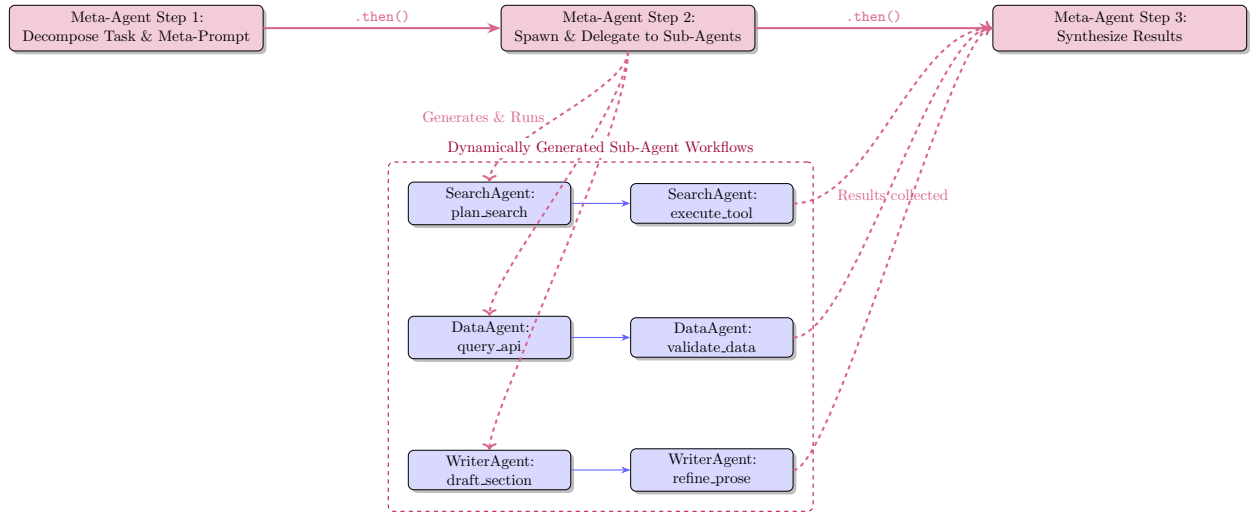 Meta-Agent Step 1:
Decompose Task & Meta-Prompt
.then()
Meta-Agent Step 2:
Spawn & Delegate to Sub-Agents
.then()
Meta-Agent Step 3:
Synthesize Results
Generates & Runs
Dynamically Generated Sub-Agent Workflows
SearchAgent:
plan_search
SearchAgent:
execute_tool
Results collected
DataAgent:
query_api
DataAgent:
validate_data
WriterAgent:
draft_section
WriterAgent:
refine_prose